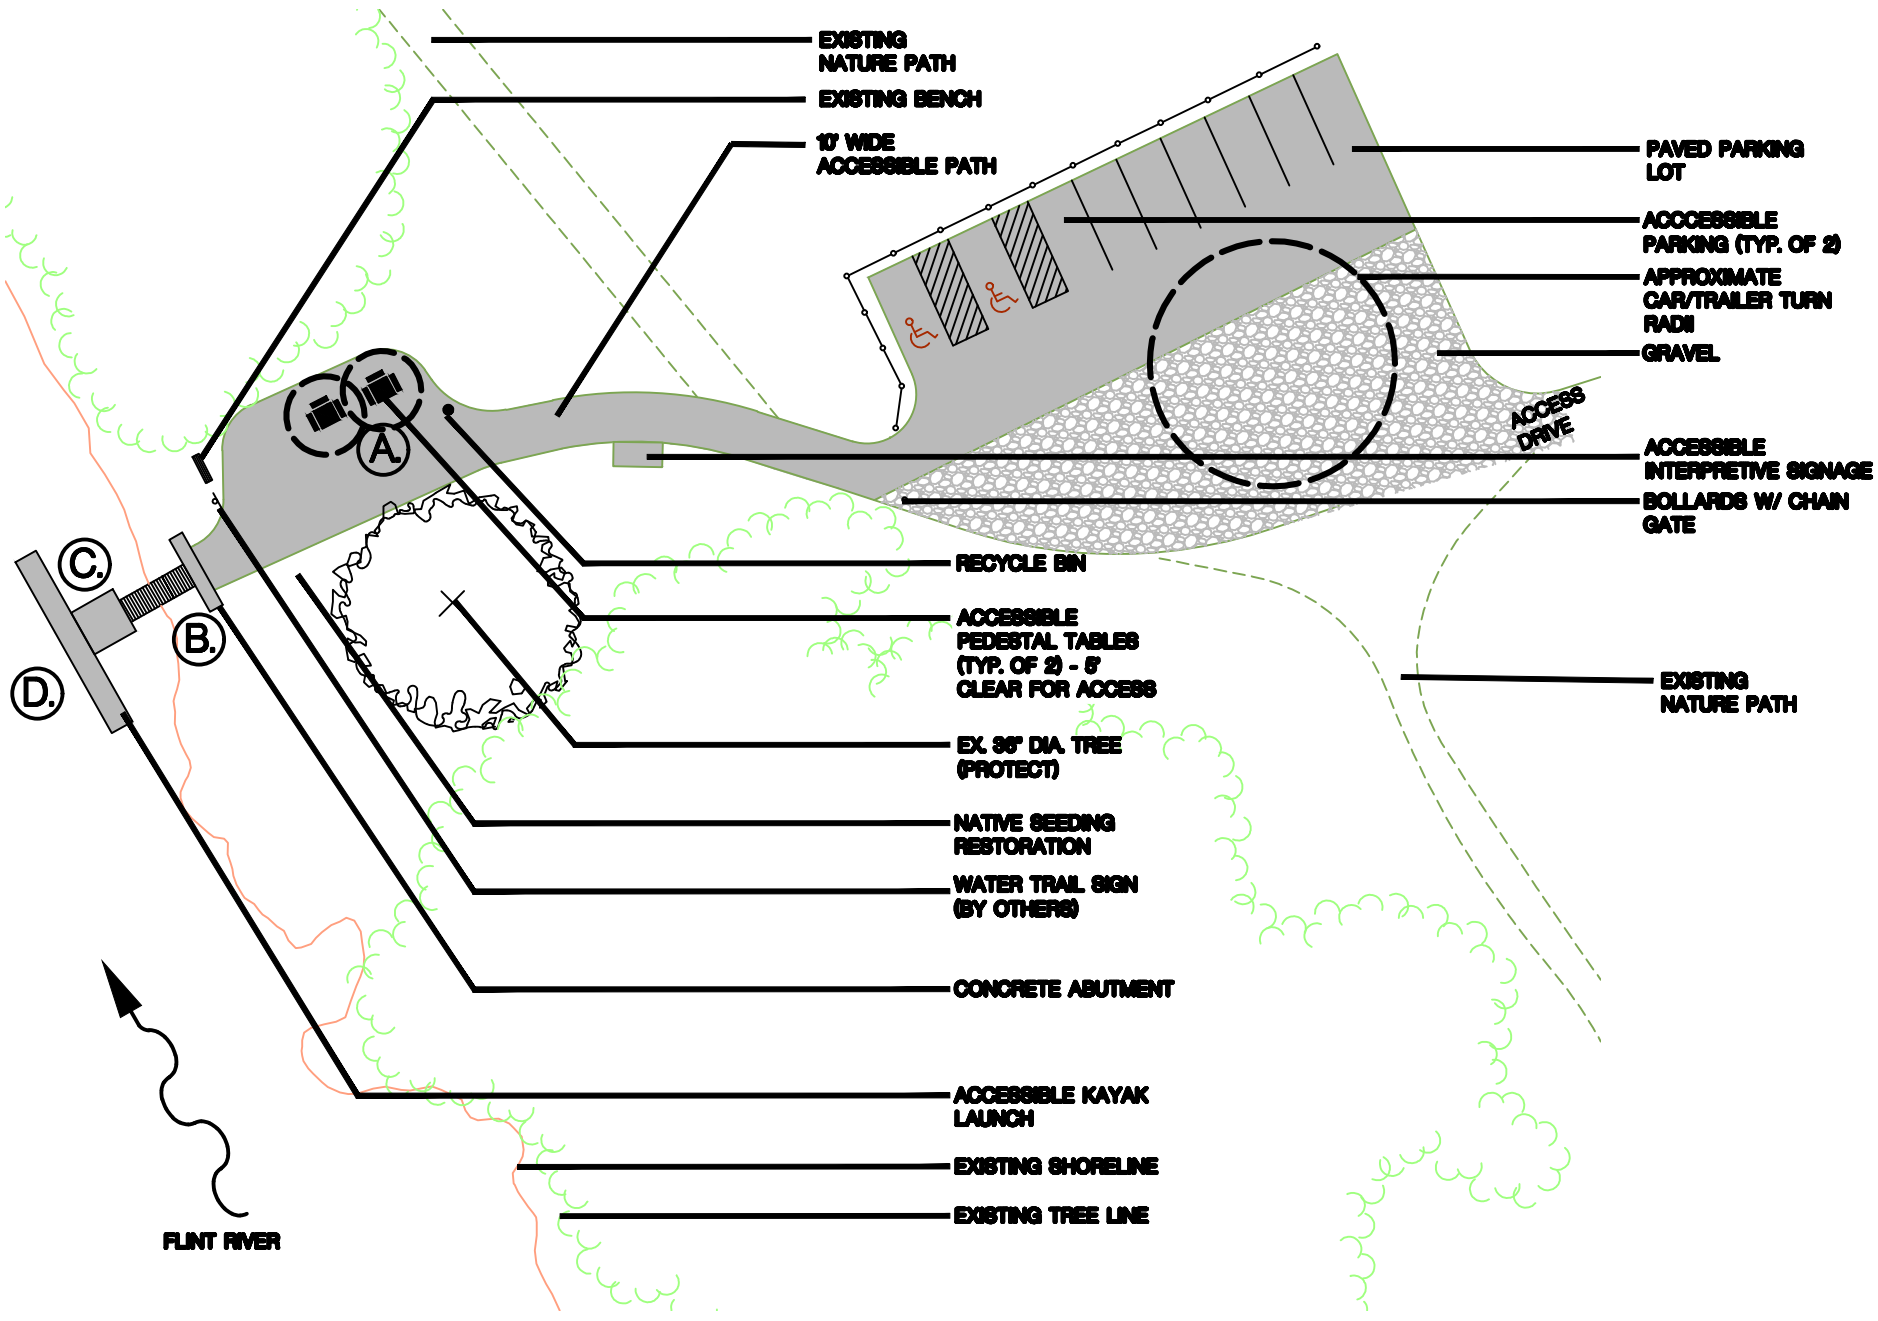 EXISTING
NATURE PATH
EXISTING BENCH
10' WIDE
ACCESSIBLE PATH
PAVED PARKING
LOT
ACCCESSIBLE
PARKING (TYP. OF 2)
APPROXIMATE
CAR/TRAILER TURN
RADII
GRAVEL
ACCESS
DRIVE
ACCESSIBLE
INTERPRETIVE SIGNAGE
BOLLARDS W/ CHAIN
GATE
A.
RECYCLE BIN
C.
B.
ACCESSIBLE
PEDESTAL TABLES
(TYP. OF 2) - 5'
CLEAR FOR ACCESS
D.
EXISTING
NATURE PATH
EX. 36" DIA. TREE
(PROTECT)
NATIVE SEEDING
RESTORATION
WATER TRAIL SIGN
(BY OTHERS)
CONCRETE ABUTMENT
ACCESSIBLE KAYAK
LAUNCH
EXISTING SHORELINE
EXISTING TREE LINE
FLINT RIVER